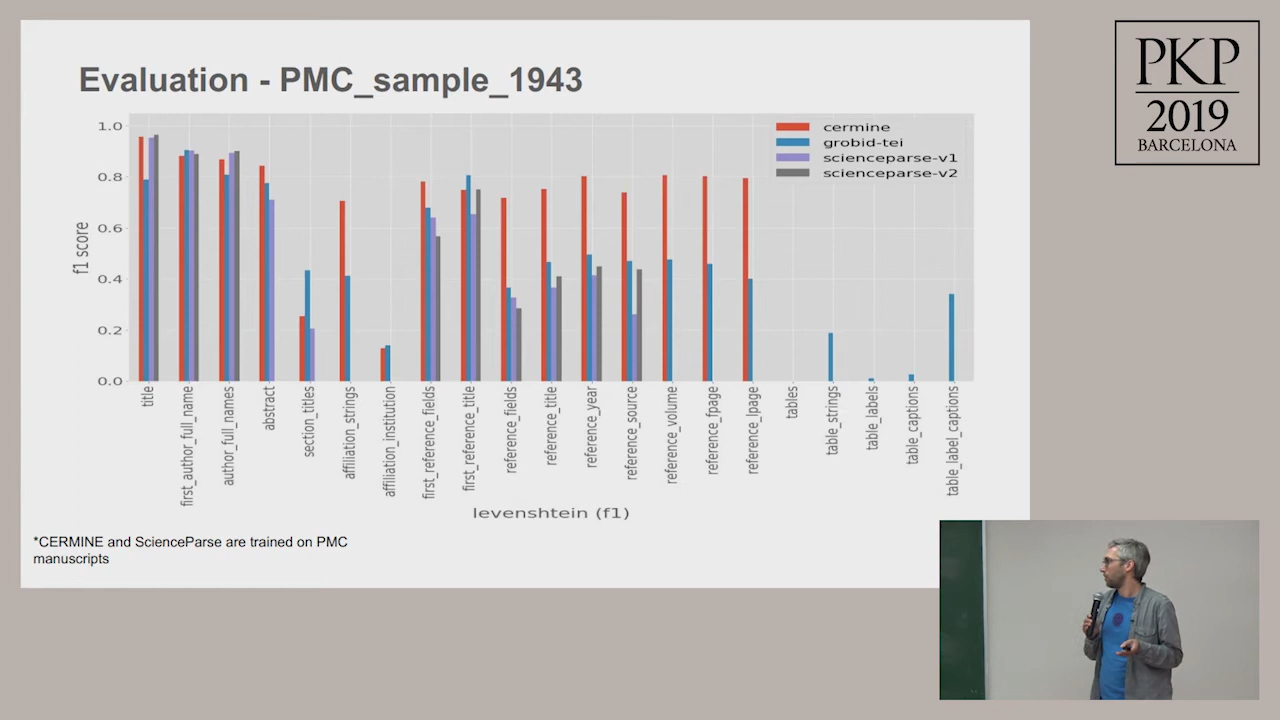 Evaluation - PMC_sample_1943
PKP
2019
BARCELONA
1.0
0.8
0.6
0.4
0.2
0.0
f1 score
cermine
grobid-tei
scienceparse-v1
scienceparse-v2
title
first_author_full_name
author_full_names
abstract
section_titles
affiliation_strings
affiliation_institution
first_reference_fields
first_reference_title
reference_fields
reference_title
reference_year
reference_source
reference_volume
reference_fpage
reference_lpage
tables
table_strings
table_labels
table_captions
table_label_captions
levenshtein (f1)
*CERMINE and ScienceParse are trained on PMC
manuscripts